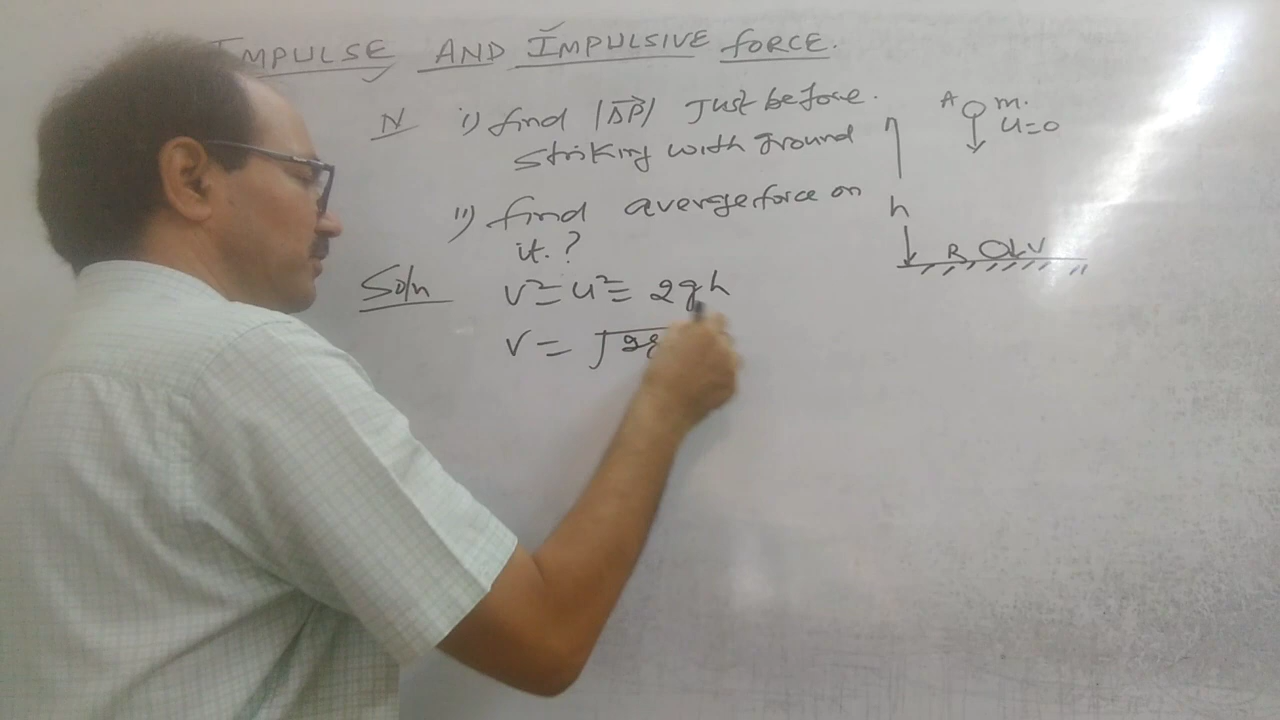 IMPULSE AND IMPULSIVE FORCE.
N i) find |ΔP⃗| Just before.
striking with ground
ii) find averge force on
it.?
Soln v²= u²= 2gh
v = √2g
A m.
u=0
h
B V